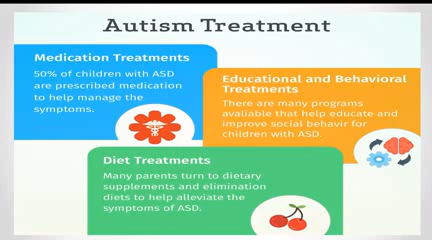 Autism Treatment
Medication Treatments
50% of children with ASD
are prescribed medication
to help manage the
symptoms.
Educational and Behavioral
Treatments
There are many programs
avaliable that help educate and
improve social behavir for
children with ASD.
Diet Treatments
Many parents turn to dietary
supplements and elimination
diets to help alleviate the
symptoms of ASD.